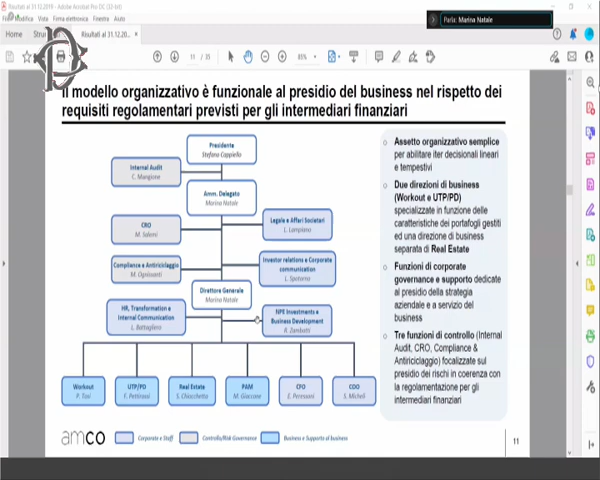 Risultati al 31.12.2019 - Adobe Acrobat Pro DC (32-bit)
File Modifica Vista Firma elettronica Finestra Aiuto
Parla: Marina Natale
Home
Risultati al 31.12.20...
11 / 35
85%
Il modello organizzativo è funzionale al presidio del business nel rispetto dei
requisiti regolamentari previsti per gli intermediari finanziari
Presidente
Stefano Cappiello
Internal Audit
C. Mangione
Amm. Delegato
Marina Natale
CRO
M. Salemi
Legale e Affari Societari
L. Lampiano
Compliance e Antiriciclaggio
M. Ognissanti
Investor relations e Corporate
communication
L. Spotorno
Direttore Generale
Marina Natale
HR, Transformation e
Internal Communication
L. Battagliero
NPE Investments e
Business Development
R. Zandotti
Workout
P. Tosi
UTP/PD
F. Pettirossi
Real Estate
S. Chiocchetta
PAM
M. Giaccone
CFO
E. Peressoni
COO
S. Micheli
Assetto organizzativo semplice
per abilitare iter decisionali lineari
e tempestivi
Due direzioni di business
(Workout e UTP/PD)
specializzate in funzione delle
caratteristiche dei portafogli gestiti
ed una direzione di business
separata di Real Estate
Funzioni di corporate
governance e supporto dedicate
al presidio della strategia
aziendale e a servizio del
business
Tre funzioni di controllo (Internal
Audit, CRO, Compliance &
Antiriciclaggio) focalizzate sul
presidio dei rischi in coerenza con
la regolamentazione per gli
intermediari finanziari
amco
Corporate e Staff
Controllo/Risk Governance
Business e Supporto al business
11